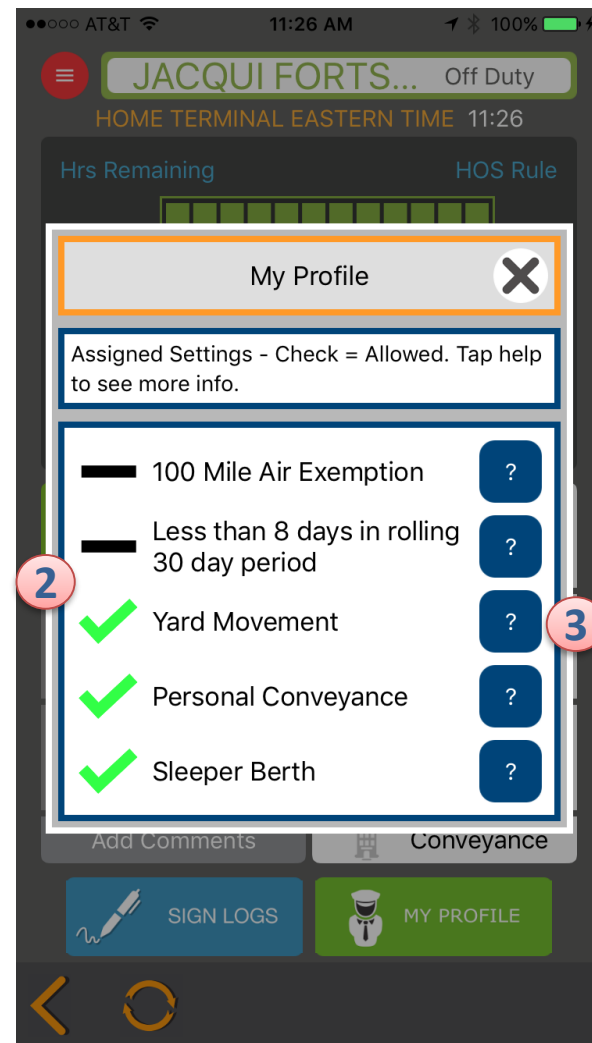 AT&T 11:26 AM 100%
JACQUI FORTS... Off Duty
HOME TERMINAL EASTERN TIME 11:26
Hrs Remaining HOS Rule
My Profile
Assigned Settings - Check = Allowed. Tap help
to see more info.
100 Mile Air Exemption ?
Less than 8 days in rolling
30 day period ?
2
Yard Movement ?
3
Personal Conveyance ?
Sleeper Berth ?
Add Comments Conveyance
SIGN LOGS MY PROFILE